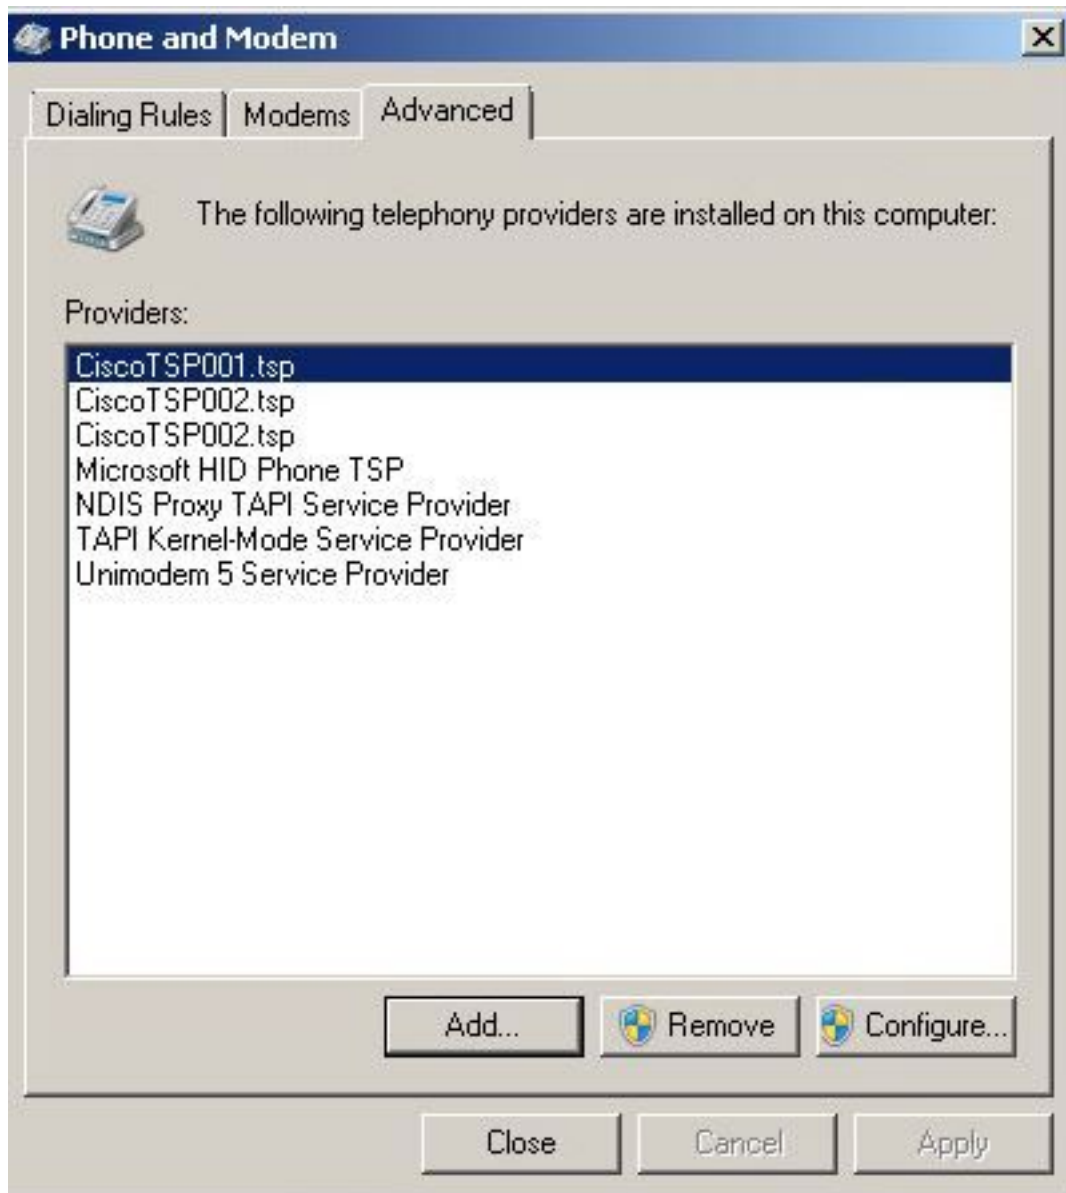 Phone and Modem
Dialing Rules Modems Advanced
The following telephony providers are installed on this computer:
Providers:
CiscoTSP001.tsp
CiscoTSP002.tsp
CiscoTSP002.tsp
Microsoft HID Phone TSP
NDIS Proxy TAPI Service Provider
TAPI Kernel-Mode Service Provider
Unimodem 5 Service Provider
Add... Remove Configure...
Close Cancel Apply